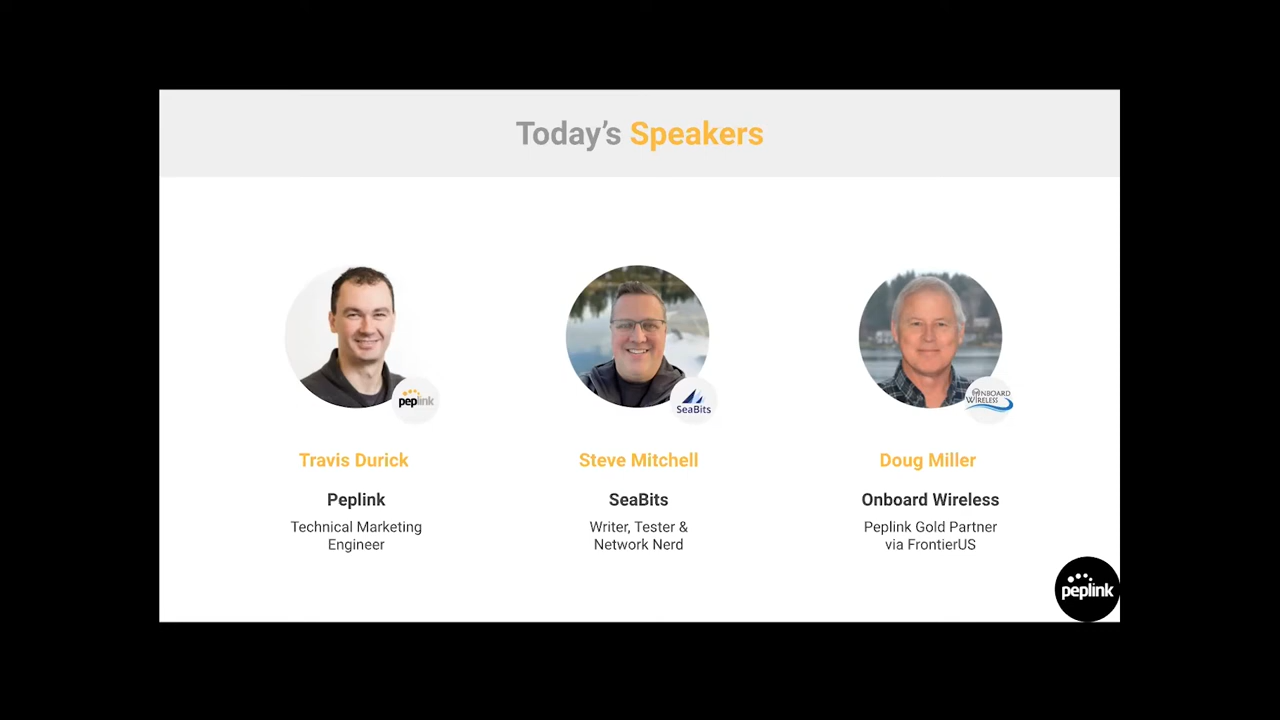 Today's Speakers
peplink
SeaBits
ONBOARD
WIRELESS
Travis Durick
Steve Mitchell
Doug Miller
Peplink
SeaBits
Onboard Wireless
Technical Marketing
Engineer
Writer, Tester &
Network Nerd
Peplink Gold Partner
via FrontierUS
peplink